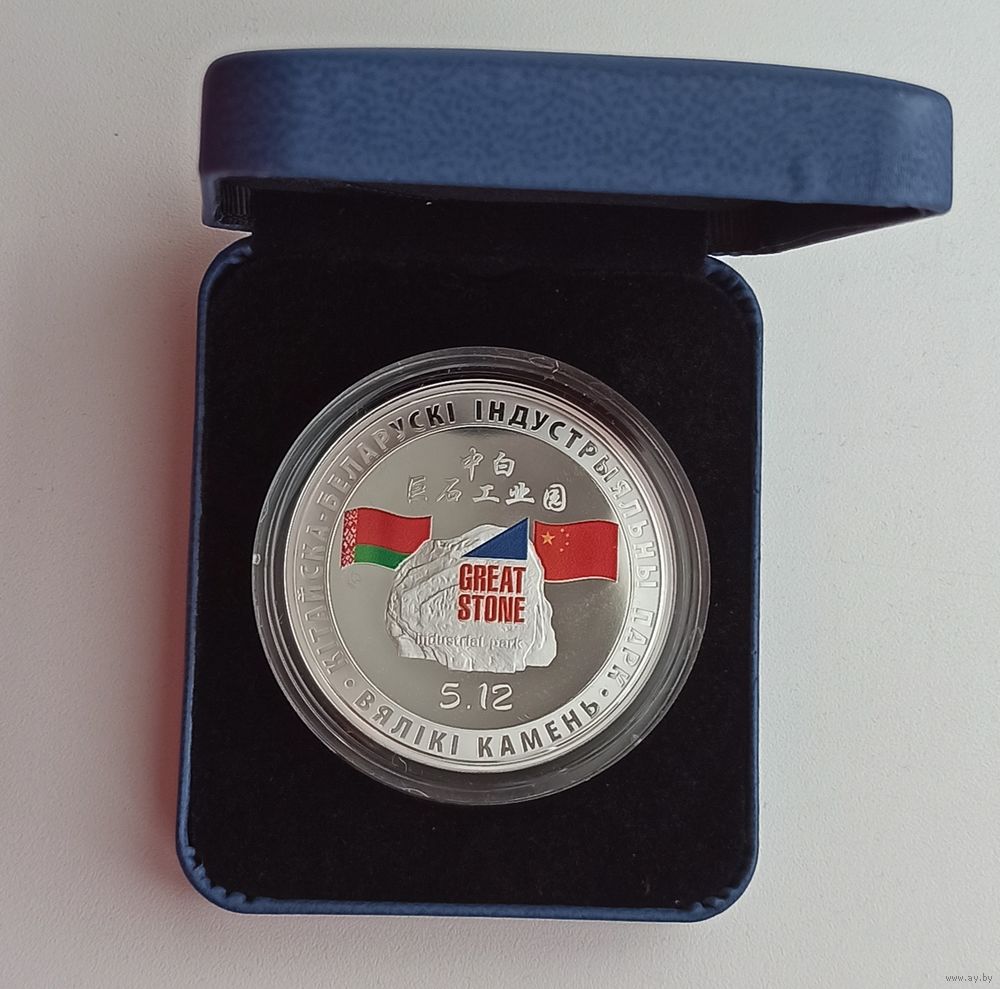 КІТАЙСКА-БЕЛАРУСКІ ІНДУСТРЫЯЛЬНЫ ПАРК
中白
巨石工业园
GREAT
STONE
industrial park
5.12
• ВЯЛІКІ КАМЕНЬ •
www.ay.by